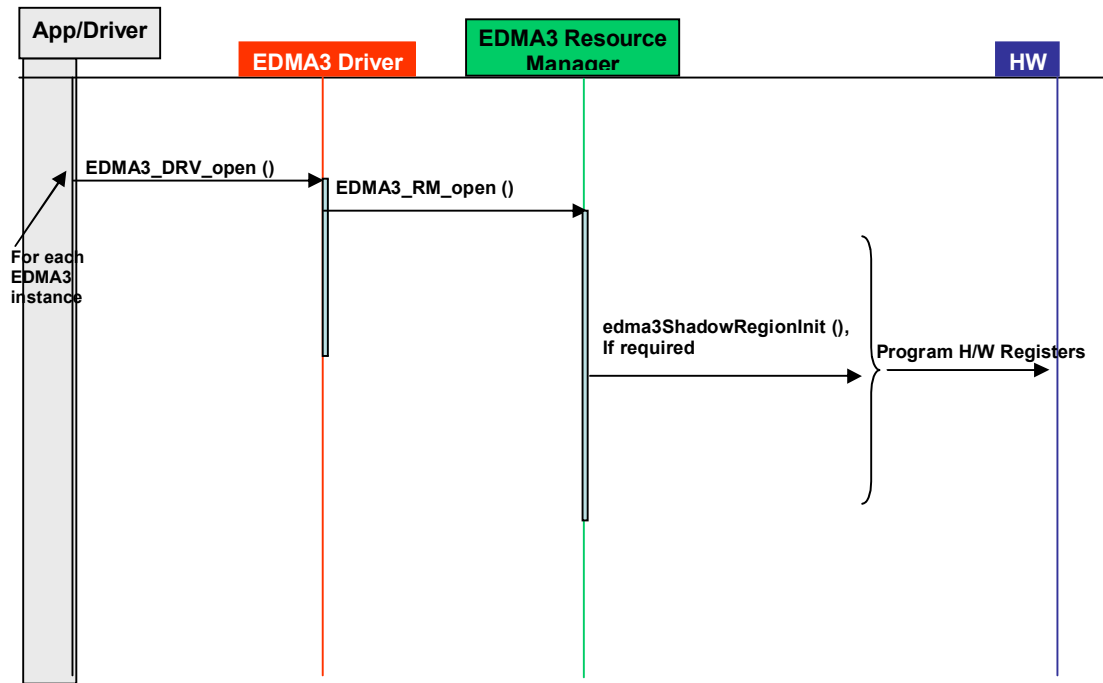 App/Driver
EDMA3 Driver
EDMA3 Resource
Manager
HW
EDMA3_DRV_open ()
EDMA3_RM_open ()
For each
EDMA3
instance
edma3ShadowRegionInit (),
If required
Program H/W Registers